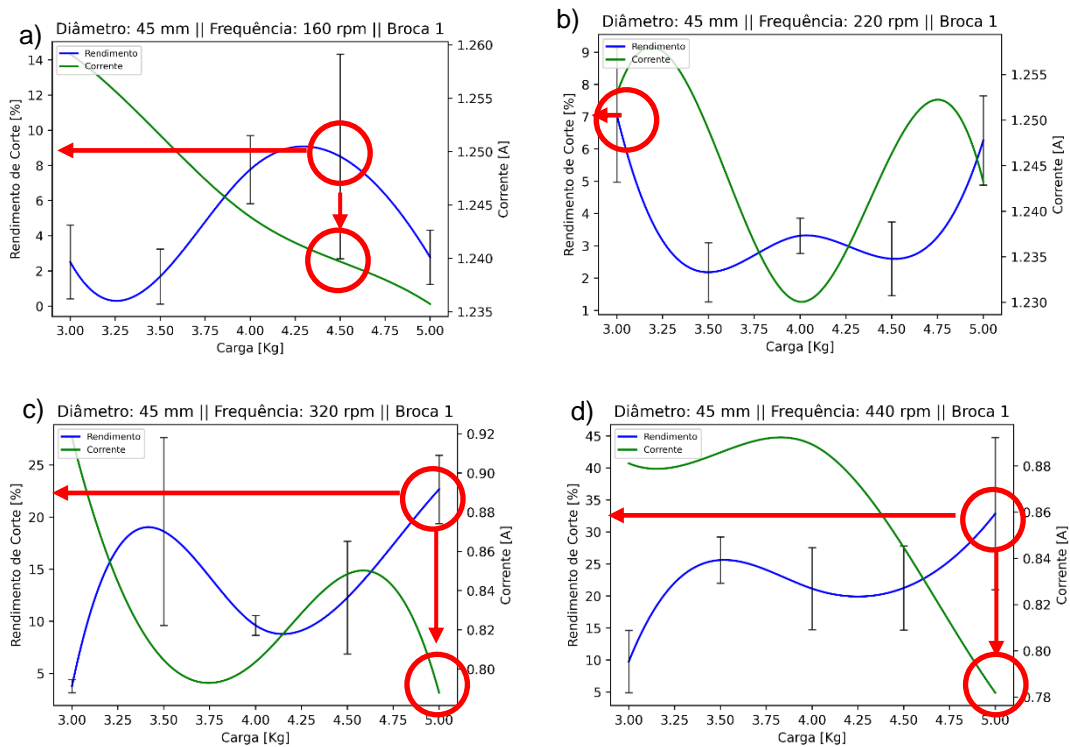 a)
Diâmetro: 45 mm || Frequência: 160 rpm || Broca 1
Rendimento
Corrente
Rendimento de Corte [%]
14
12
10
8
6
4
2
0
1.260
1.255
1.250
1.245
1.240
1.235
Corrente [A]
3.00 3.25 3.50 3.75 4.00 4.25 4.50 4.75 5.00
Carga [Kg]
b)
Diâmetro: 45 mm || Frequência: 220 rpm || Broca 1
Rendimento
Corrente
Rendimento de Corte [%]
9
8
7
6
5
4
3
2
1
1.255
1.250
1.245
1.240
1.235
1.230
Corrente [A]
3.00 3.25 3.50 3.75 4.00 4.25 4.50 4.75 5.00
Carga [Kg]
c)
Diâmetro: 45 mm || Frequência: 320 rpm || Broca 1
Rendimento
Corrente
Rendimento de Corte [%]
25
20
15
10
5
0.92
0.90
0.88
0.86
0.84
0.82
0.80
Corrente [A]
3.00 3.25 3.50 3.75 4.00 4.25 4.50 4.75 5.00
Carga [Kg]
d)
Diâmetro: 45 mm || Frequência: 440 rpm || Broca 1
Rendimento
Corrente
Rendimento de Corte [%]
45
40
35
30
25
20
15
10
5
0.88
0.86
0.84
0.82
0.80
0.78
Corrente [A]
3.00 3.25 3.50 3.75 4.00 4.25 4.50 4.75 5.00
Carga [Kg]